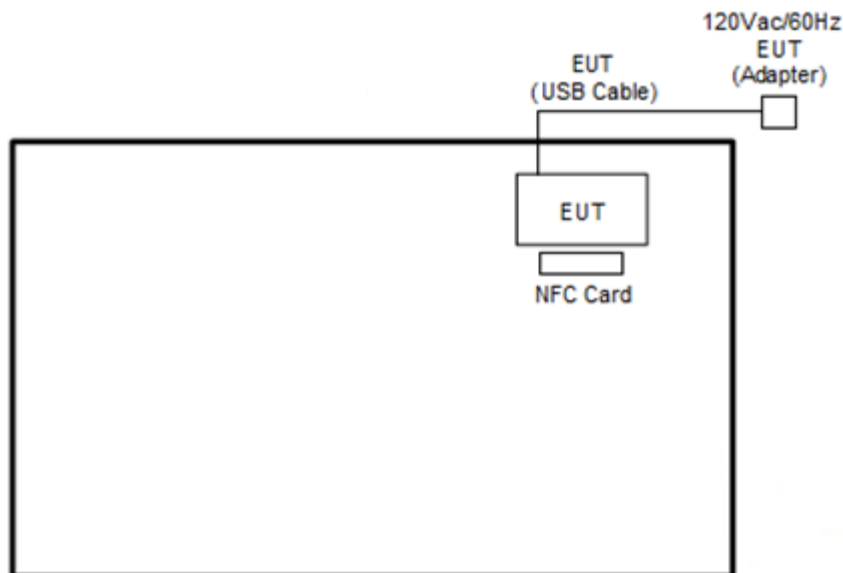 120Vac/60Hz
EUT
(Adapter)
EUT
(USB Cable)
EUT
NFC Card